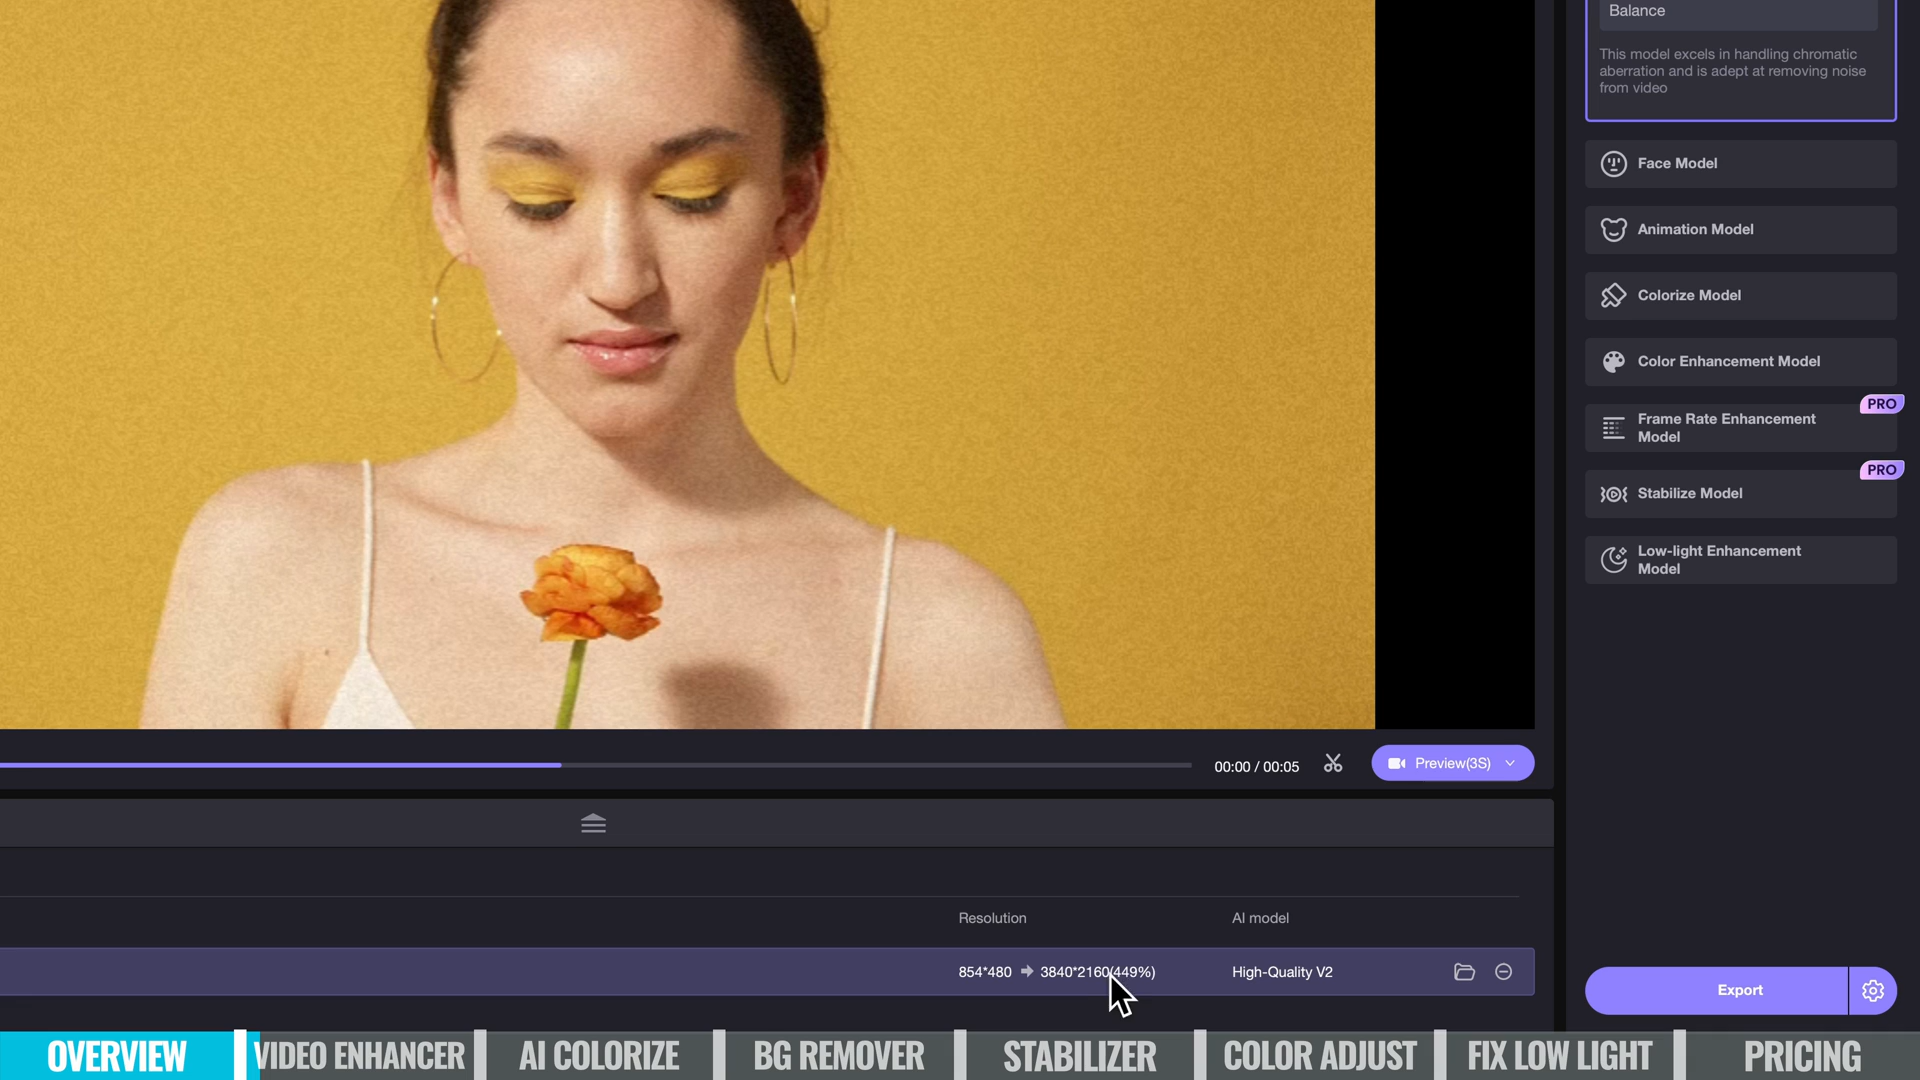 Balance
This model excels in handling chromatic
aberration and is adept at removing noise
from video
Face Model
Animation Model
Colorize Model
Color Enhancement Model
PRO
Frame Rate Enhancement
Model
PRO
Stabilize Model
Low-light Enhancement
Model
00:00 / 00:05
Preview(3S)
Resolution
AI model
854*480
3840*2160(449%)
High-Quality V2
Export
OVERVIEW
VIDEO ENHANCER
AI COLORIZE
BG REMOVER
STABILIZER
COLOR ADJUST
FIX LOW LIGHT
PRICING